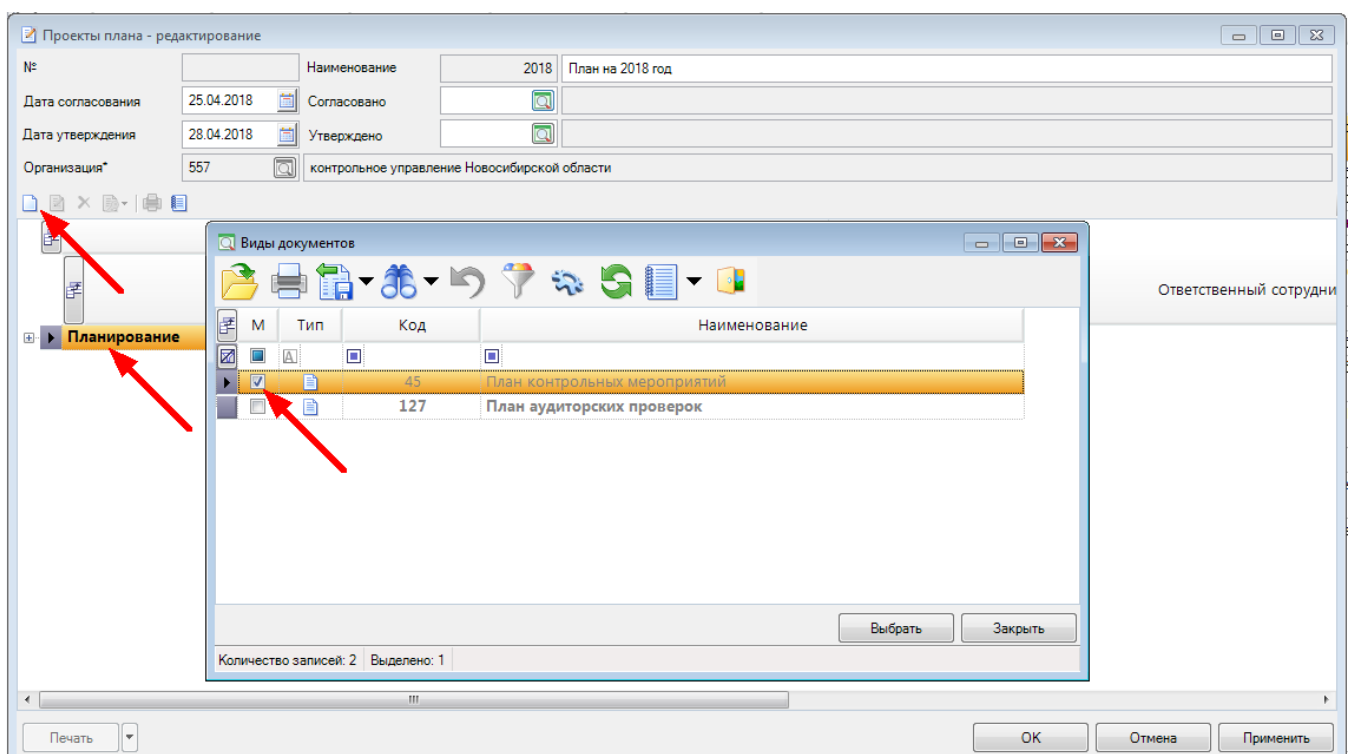 Проекты плана - редактирование
№ Наименование 2018 План на 2018 год
Дата согласования 25.04.2018 Согласовано
Дата утверждения 28.04.2018 Утверждено
Организация* 557 контрольное управление Новосибирской области
Виды документов
Ответственный сотрудни
М Тип Код Наименование
Планирование
45 План контрольных мероприятий
127 План аудиторских проверок
Выбрать Закрыть
Количество записей: 2 Выделено: 1
Печать ОК Отмена Применить